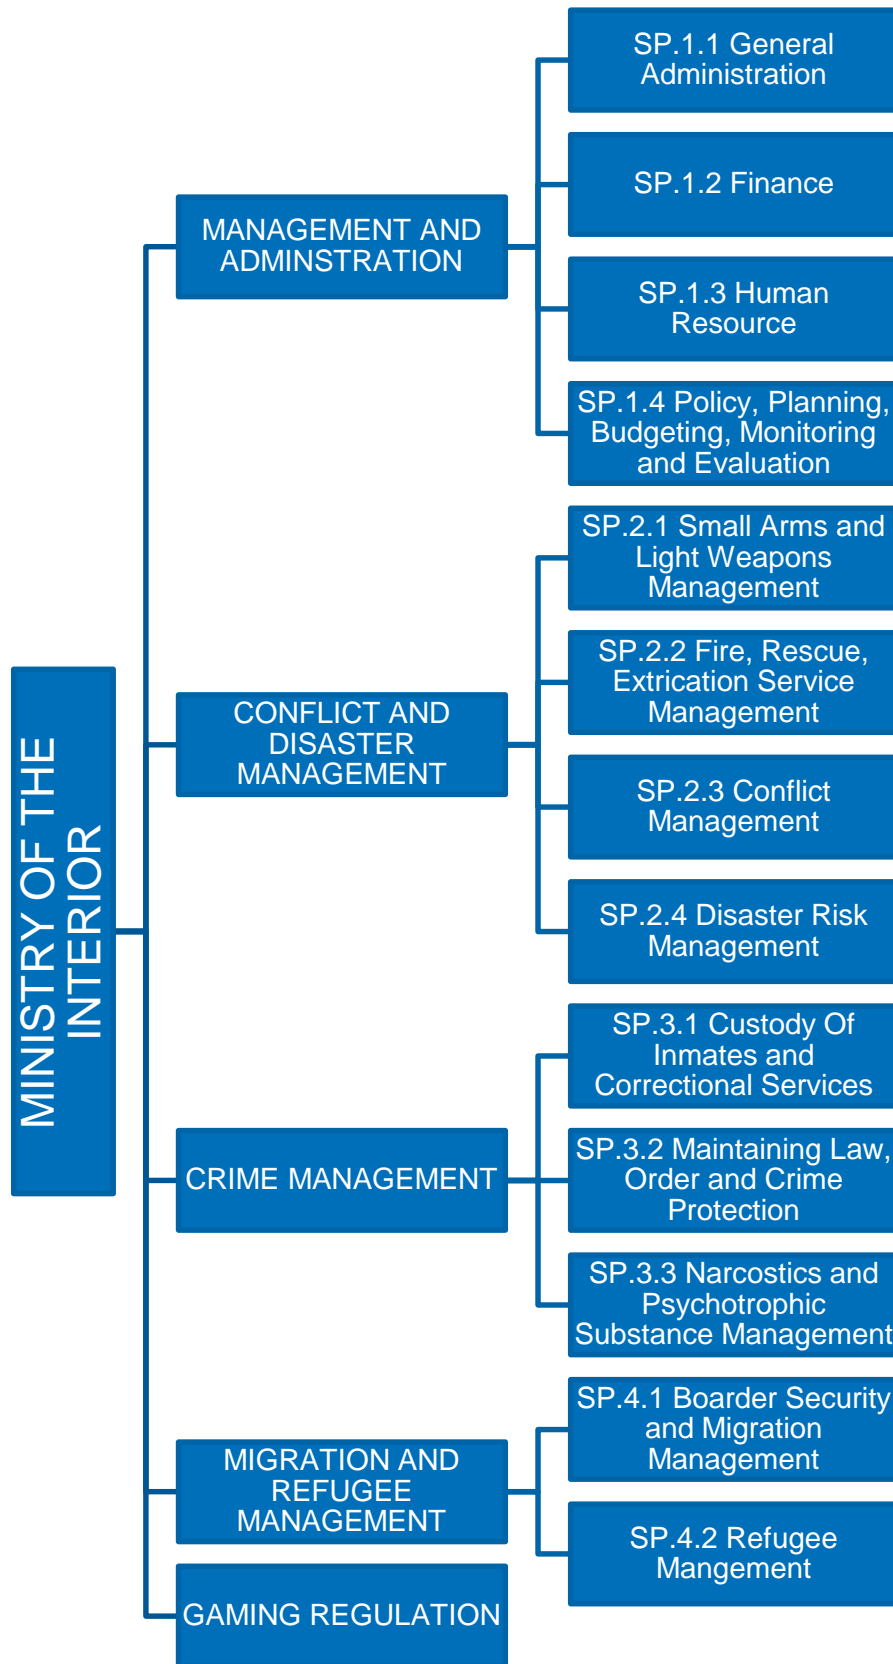 MINISTRY OF THE
INTERIOR
MANAGEMENT AND
ADMINSTRATION
SP.1.1 General
Administration
SP.1.2 Finance
SP.1.3 Human
Resource
SP.1.4 Policy, Planning,
Budgeting, Monitoring
and Evaluation
CONFLICT AND
DISASTER
MANAGEMENT
SP.2.1 Small Arms and
Light Weapons
Management
SP.2.2 Fire, Rescue,
Extrication Service
Management
SP.2.3 Conflict
Management
SP.2.4 Disaster Risk
Management
CRIME MANAGEMENT
SP.3.1 Custody Of
Inmates and
Correctional Services
SP.3.2 Maintaining Law,
Order and Crime
Protection
SP.3.3 Narcostics and
Psychotrophic
Substance Management
MIGRATION AND
REFUGEE
MANAGEMENT
SP.4.1 Boarder Security
and Migration
Management
SP.4.2 Refugee
Mangement
GAMING REGULATION